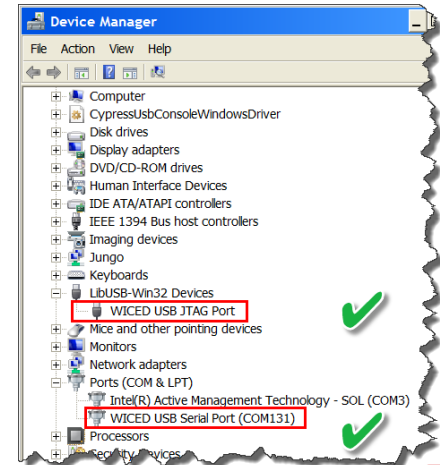 Device Manager
File Action View Help
Computer
CypressUsbConsoleWindowsDriver
Disk drives
Display adapters
DVD/CD-ROM drives
Human Interface Devices
IDE ATA/ATAPI controllers
IEEE 1394 Bus host controllers
Imaging devices
Jungo
Keyboards
LibUSB-Win32 Devices
WICED USB JTAG Port
Mice and other pointing devices
Monitors
Network adapters
Ports (COM & LPT)
Intel(R) Active Management Technology - SOL (COM3)
WICED USB Serial Port (COM131)
Processors
Security Devices